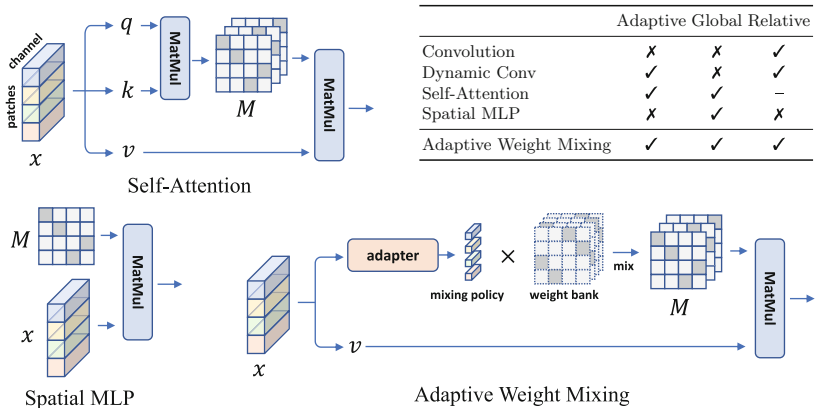 channel
patches
x
q
k
v
MatMul
M
MatMul
Self-Attention
Adaptive Global Relative
Convolution ✗ ✗ ✓
Dynamic Conv ✓ ✗ ✓
Self-Attention ✓ ✓ –
Spatial MLP ✗ ✓ ✗
Adaptive Weight Mixing ✓ ✓ ✓
M
x
MatMul
Spatial MLP
x
adapter
mixing policy
×
weight bank
mix
M
v
MatMul
Adaptive Weight Mixing